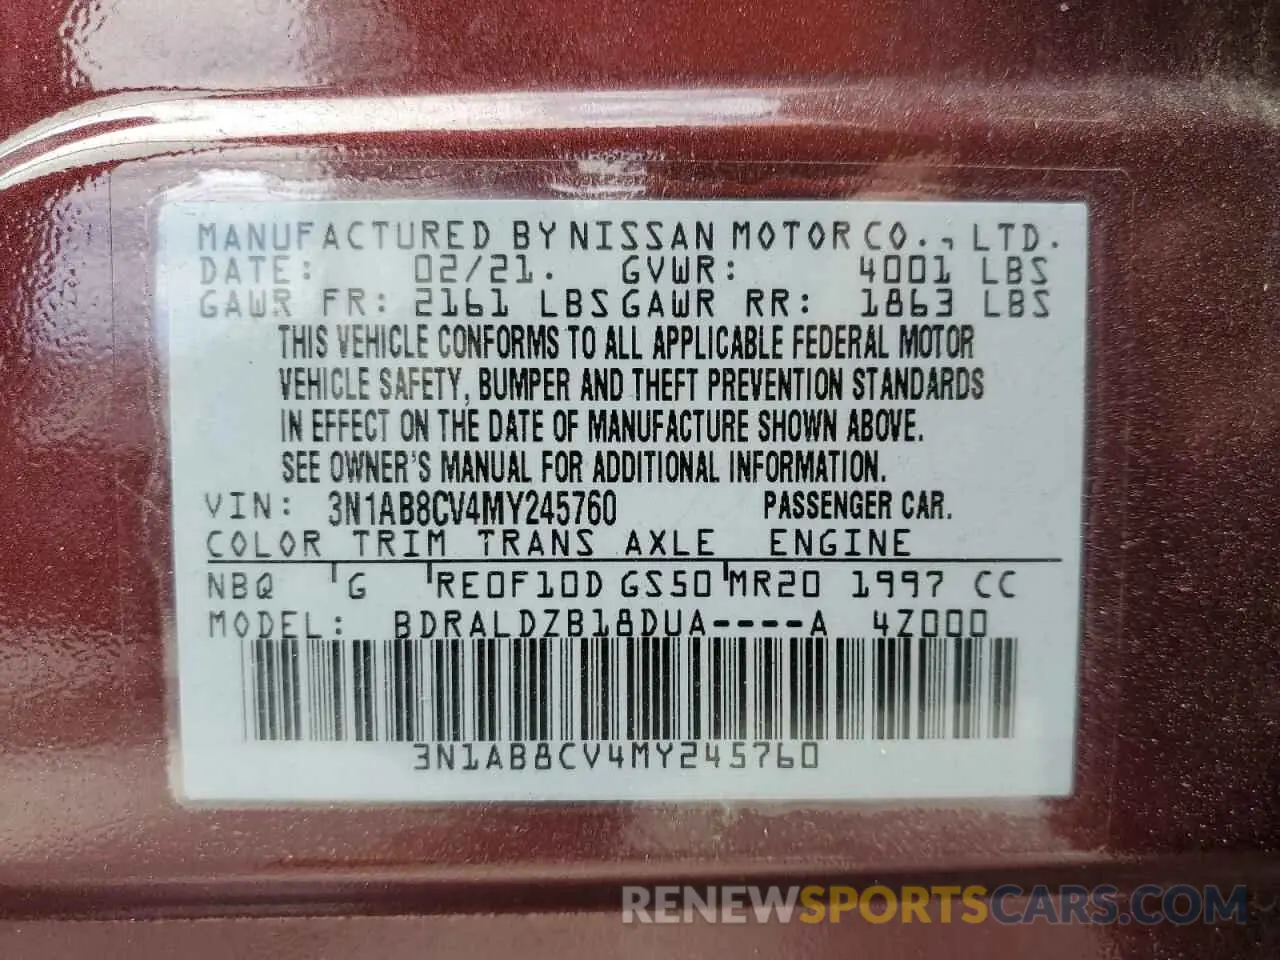 MANUFACTURED BY NISSAN MOTOR CO., LTD.
DATE: 02/21. GVWR: 4001 LBS
GAWR FR: 2161 LBS GAWR RR: 1863 LBS
THIS VEHICLE CONFORMS TO ALL APPLICABLE FEDERAL MOTOR
VEHICLE SAFETY, BUMPER AND THEFT PREVENTION STANDARDS
IN EFFECT ON THE DATE OF MANUFACTURE SHOWN ABOVE.
SEE OWNER'S MANUAL FOR ADDITIONAL INFORMATION.
VIN: 3N1AB8CV4MY245760 PASSENGER CAR.
COLOR TRIM TRANS AXLE ENGINE
NBQ G RE0F10D GS50 MR20 1997 CC
MODEL: BDRALDZB18DUA----A 4Z000
3N1AB8CV4MY245760
RENEWSPORTSCARS.COM